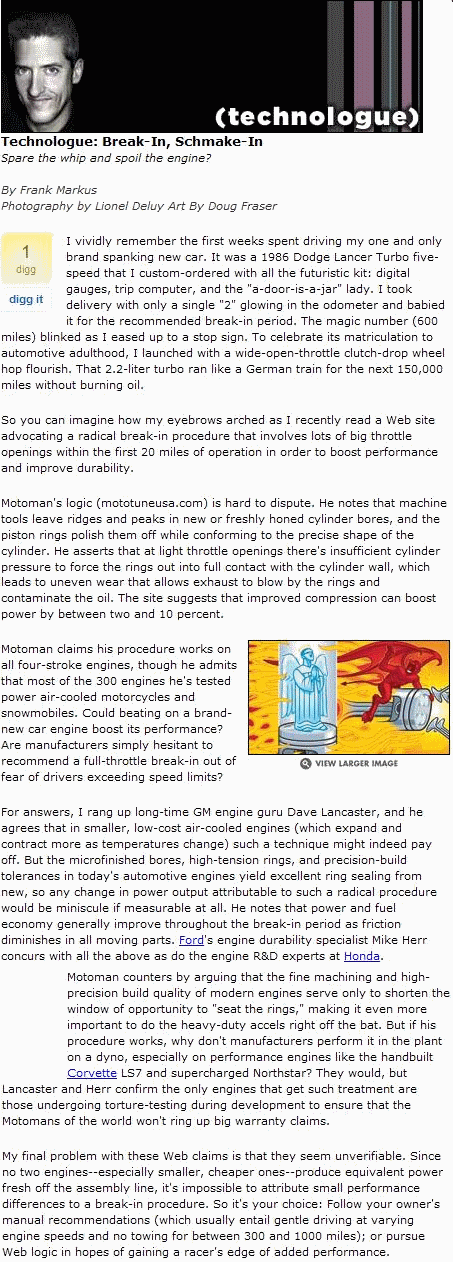 (technologue)
Technologue: Break-In, Schmake-In
Spare the whip and spoil the engine?
By Frank Markus
Photography by Lionel Deluy Art By Doug Fraser
1
digg
digg it
I vividly remember the first weeks spent driving my one and only
brand spanking new car. It was a 1986 Dodge Lancer Turbo five-
speed that I custom-ordered with all the futuristic kit: digital
gauges, trip computer, and the "a-door-is-a-jar" lady. I took
delivery with only a single "2" glowing in the odometer and babied
it for the recommended break-in period. The magic number (600
miles) blinked as I eased up to a stop sign. To celebrate its matriculation to
automotive adulthood, I launched with a wide-open-throttle clutch-drop wheel
hop flourish. That 2.2-liter turbo ran like a German train for the next 150,000
miles without burning oil.
So you can imagine how my eyebrows arched as I recently read a Web site
advocating a radical break-in procedure that involves lots of big throttle
openings within the first 20 miles of operation in order to boost performance
and improve durability.
Motoman's logic (mototuneusa.com) is hard to dispute. He notes that machine
tools leave ridges and peaks in new or freshly honed cylinder bores, and the
piston rings polish them off while conforming to the precise shape of the
cylinder. He asserts that at light throttle openings there's insufficient cylinder
pressure to force the rings out into full contact with the cylinder wall, which
leads to uneven wear that allows exhaust to blow by the rings and
contaminate the oil. The site suggests that improved compression can boost
power by between two and 10 percent.
Motoman claims his procedure works on
all four-stroke engines, though he admits
that most of the 300 engines he's tested
power air-cooled motorcycles and
snowmobiles. Could beating on a brand-
new car engine boost its performance?
Are manufacturers simply hesitant to
recommend a full-throttle break-in out of
fear of drivers exceeding speed limits?
VIEW LARGER IMAGE
For answers, I rang up long-time GM engine guru Dave Lancaster, and he
agrees that in smaller, low-cost air-cooled engines (which expand and
contract more as temperatures change) such a technique might indeed pay
off. But the microfinished bores, high-tension rings, and precision-build
tolerances in today's automotive engines yield excellent ring sealing from
new, so any change in power output attributable to such a radical procedure
would be miniscule if measurable at all. He notes that power and fuel
economy generally improve throughout the break-in period as friction
diminishes in all moving parts. Ford's engine durability specialist Mike Herr
concurs with all the above as do the engine R&D experts at Honda.
Motoman counters by arguing that the fine machining and high-
precision build quality of modern engines serve only to shorten the
window of opportunity to "seat the rings," making it even more
important to do the heavy-duty accels right off the bat. But if his
procedure works, why don't manufacturers perform it in the plant
on a dyno, especially on performance engines like the handbuilt
Corvette LS7 and supercharged Northstar? They would, but
Lancaster and Herr confirm the only engines that get such treatment are
those undergoing torture-testing during development to ensure that the
Motomans of the world won't ring up big warranty claims.
My final problem with these Web claims is that they seem unverifiable. Since
no two engines--especially smaller, cheaper ones--produce equivalent power
fresh off the assembly line, it's impossible to attribute small performance
differences to a break-in procedure. So it's your choice: Follow your owner's
manual recommendations (which usually entail gentle driving at varying
engine speeds and no towing for between 300 and 1000 miles); or pursue
Web logic in hopes of gaining a racer's edge of added performance.